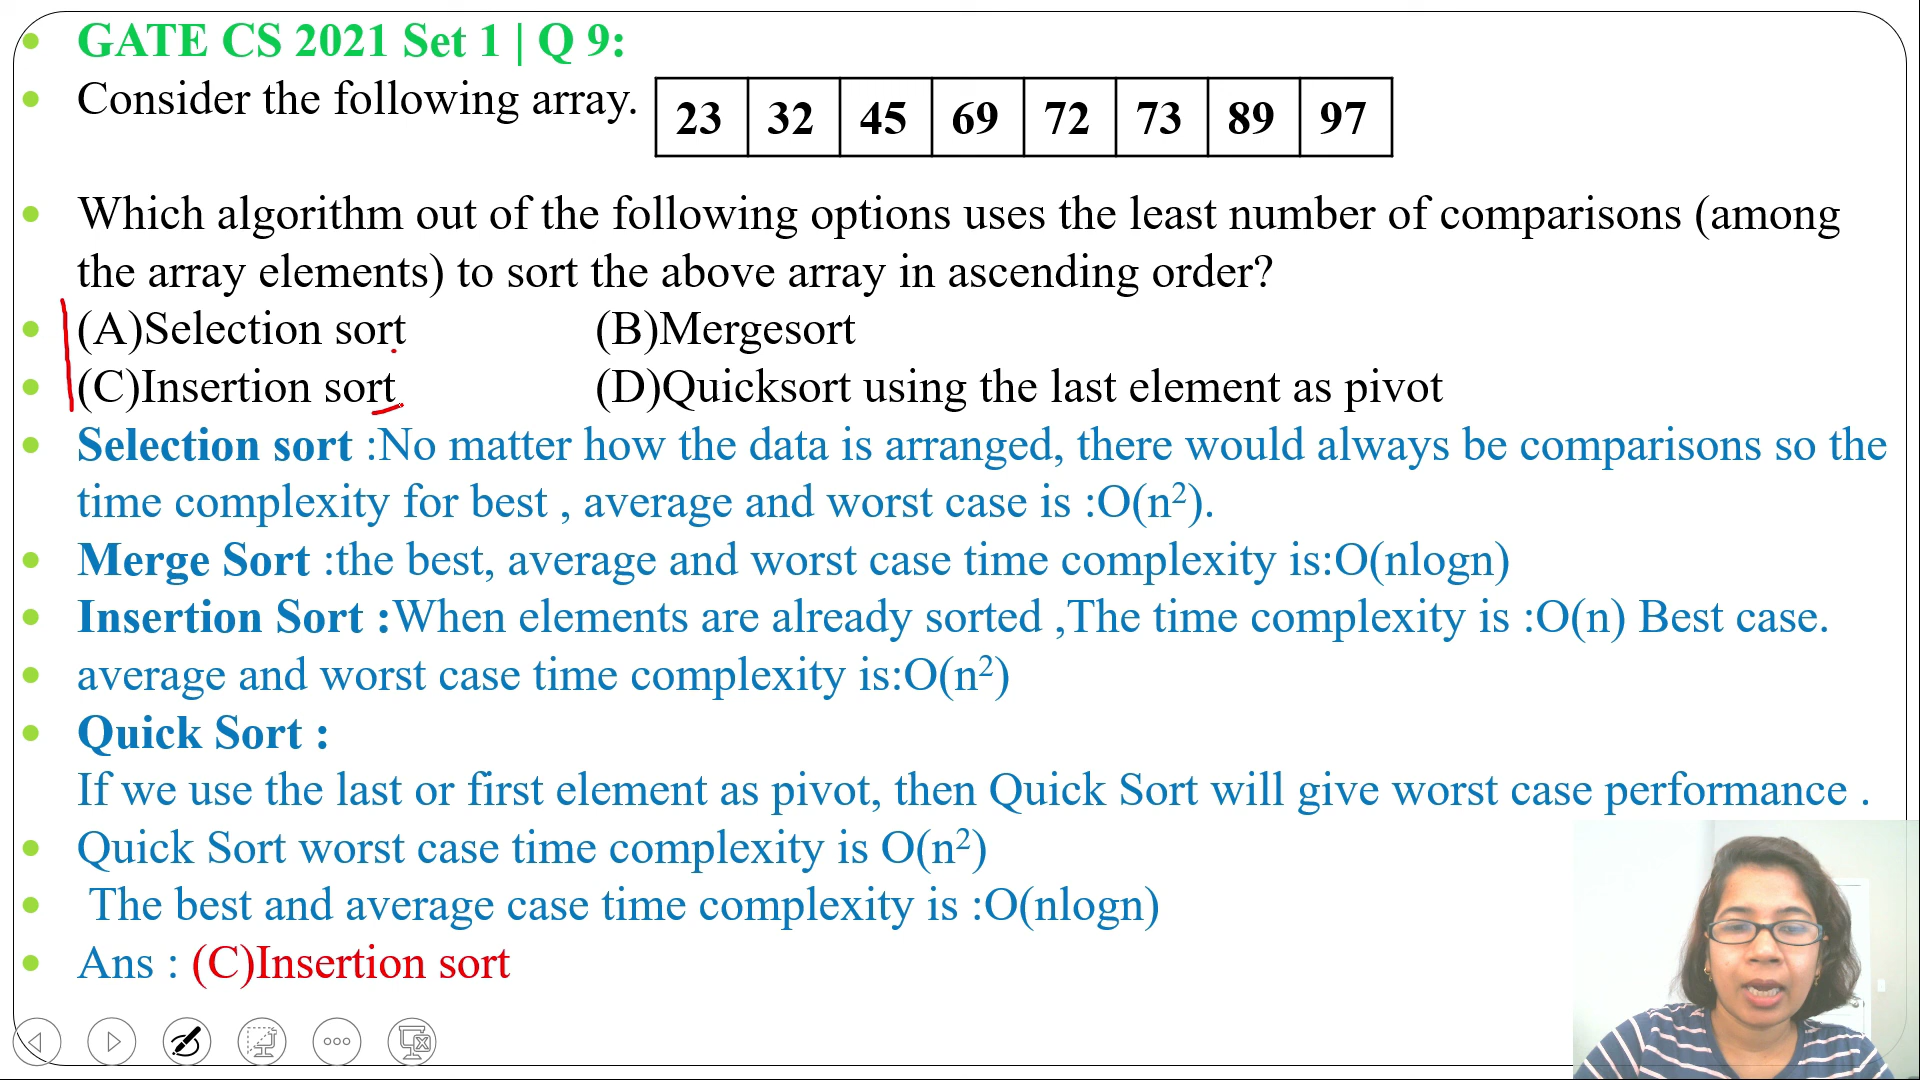 GATE CS 2021 Set 1 | Q 9:
Consider the following array.
23 32 45 69 72 73 89 97
Which algorithm out of the following options uses the least number of comparisons (among
the array elements) to sort the above array in ascending order?
(A)Selection sort (B)Mergesort
(C)Insertion sort (D)Quicksort using the last element as pivot
Selection sort :No matter how the data is arranged, there would always be comparisons so the
time complexity for best , average and worst case is :O(n²).
Merge Sort :the best, average and worst case time complexity is:O(nlogn)
Insertion Sort :When elements are already sorted ,The time complexity is :O(n) Best case.
average and worst case time complexity is:O(n²)
Quick Sort :
If we use the last or first element as pivot, then Quick Sort will give worst case performance .
Quick Sort worst case time complexity is O(n²)
The best and average case time complexity is :O(nlogn)
Ans : (C)Insertion sort